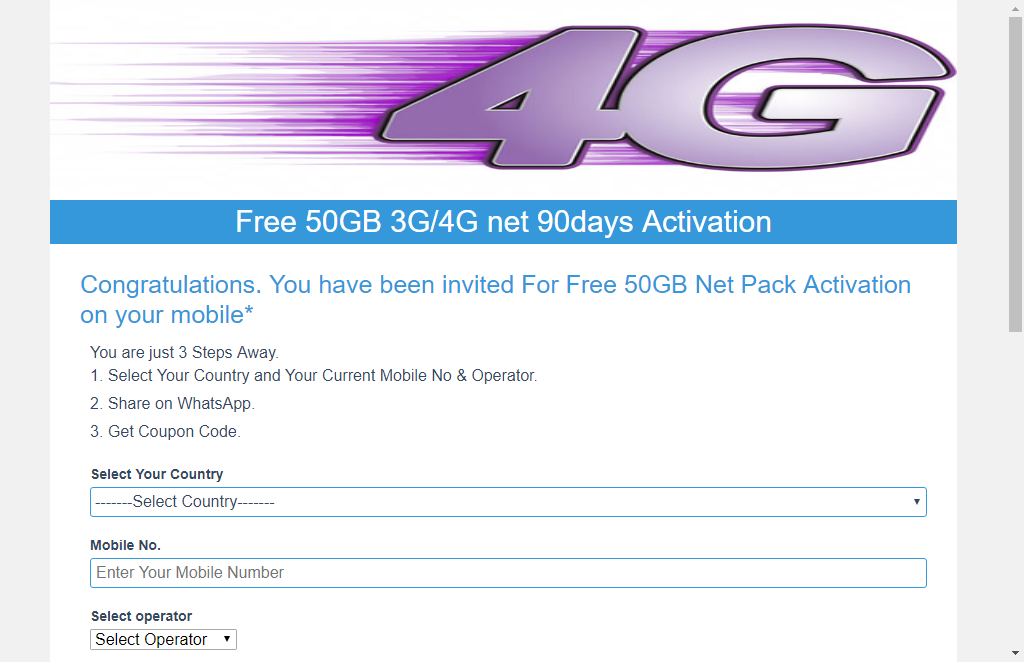 4G
Free 50GB 3G/4G net 90days Activation
Congratulations. You have been invited For Free 50GB Net Pack Activation
on your mobile*
You are just 3 Steps Away.
1. Select Your Country and Your Current Mobile No & Operator.
2. Share on WhatsApp.
3. Get Coupon Code.
Select Your Country
-------Select Country-------
Mobile No.
Enter Your Mobile Number
Select operator
Select Operator